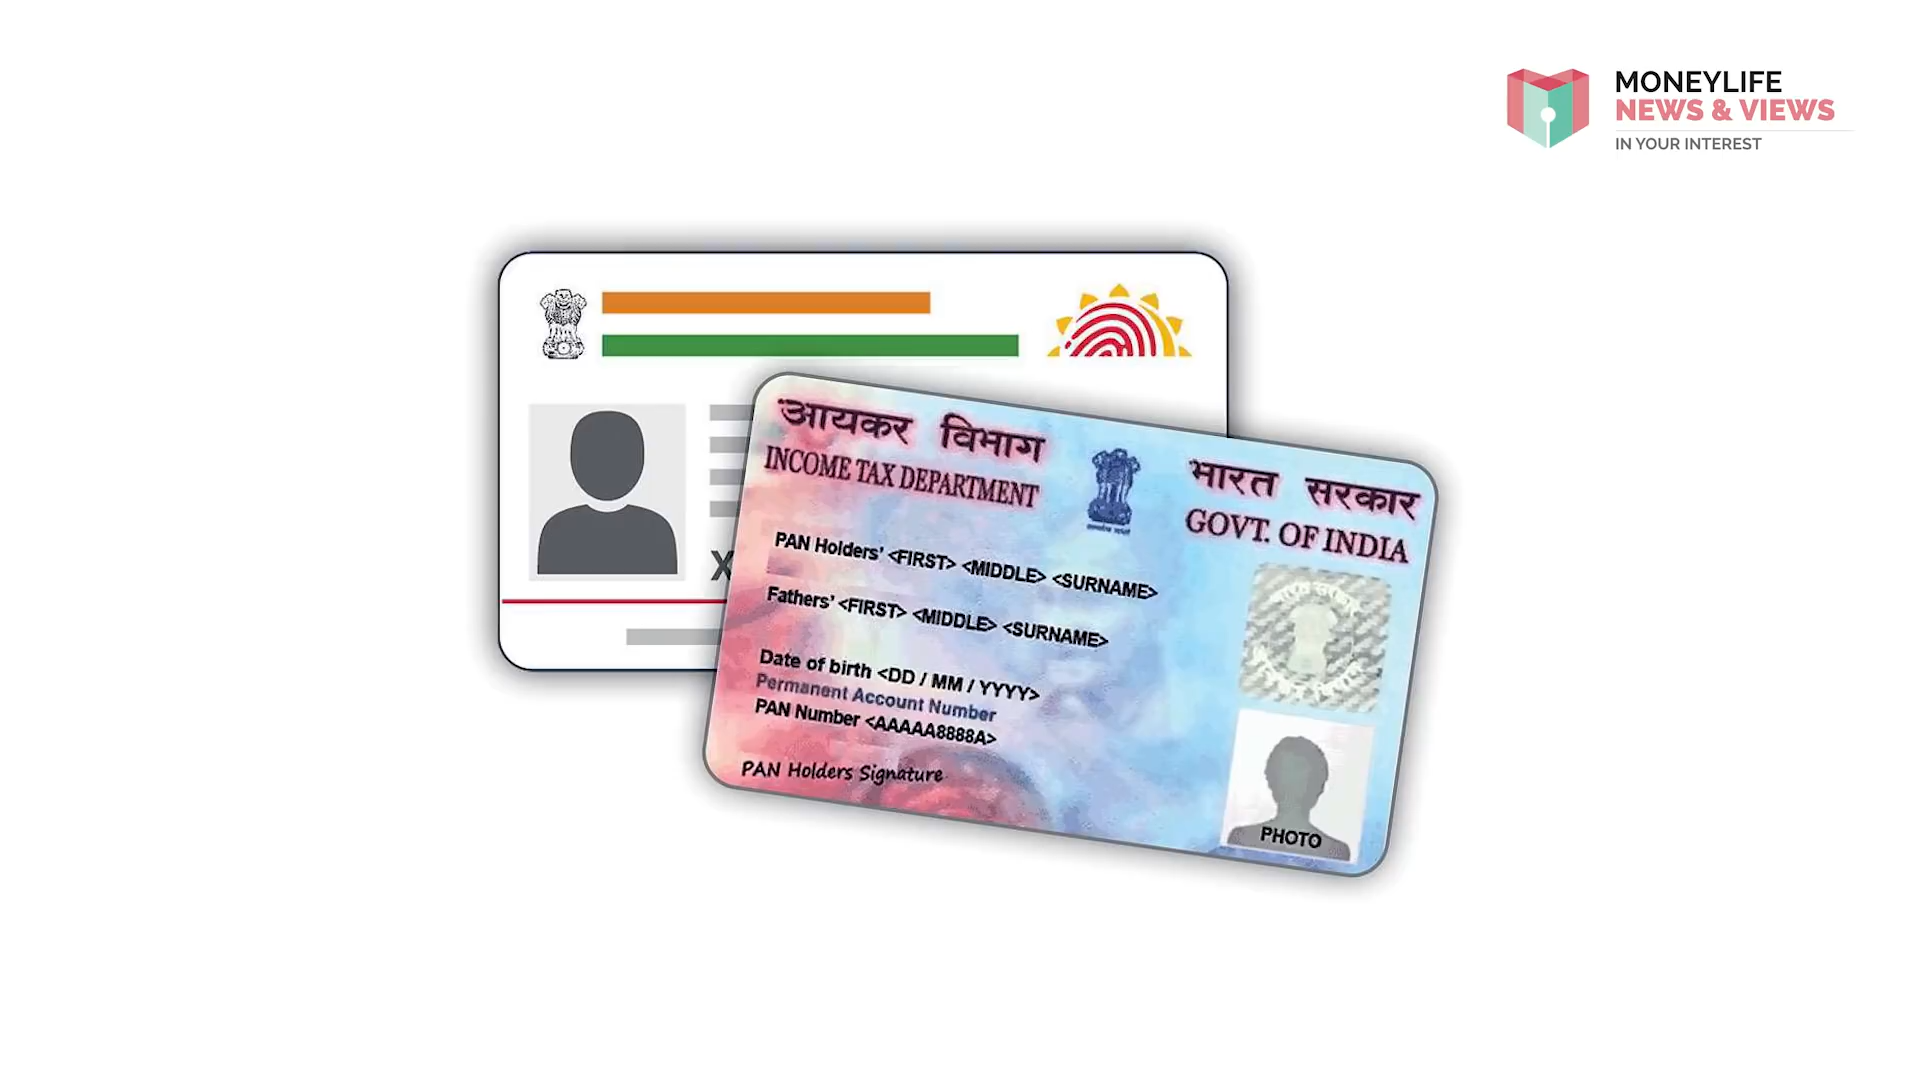 MONEYLIFE
NEWS & VIEWS
IN YOUR INTEREST
X
आयकर विभाग
INCOME TAX DEPARTMENT
भारत सरकार
GOVT. OF INDIA
PAN Holders' <FIRST> <MIDDLE> <SURNAME>
Fathers' <FIRST> <MIDDLE> <SURNAME>
Date of birth <DD / MM / YYYY>
Permanent Account Number
PAN Number <AAAAA8888A>
PAN Holders Signature
PHOTO